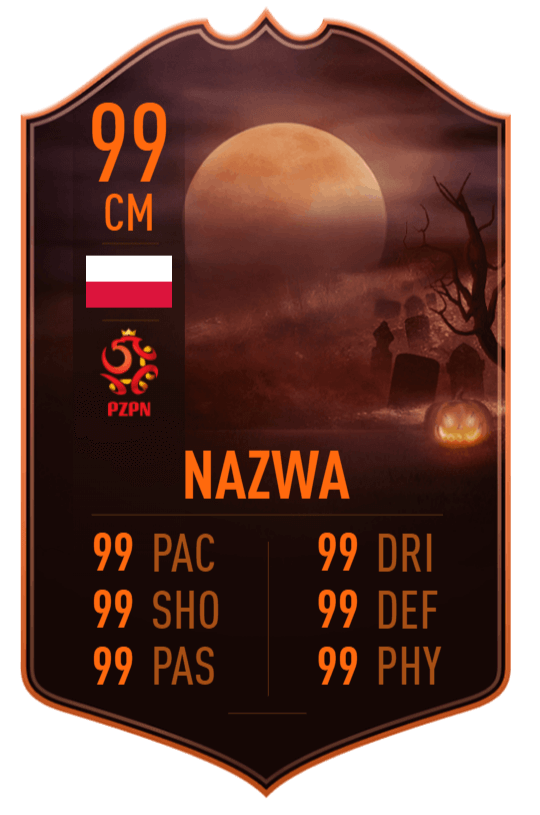 99
CM
PZPN
NAZWA
99 PAC 99 DRI
99 SHO 99 DEF
99 PAS 99 PHY